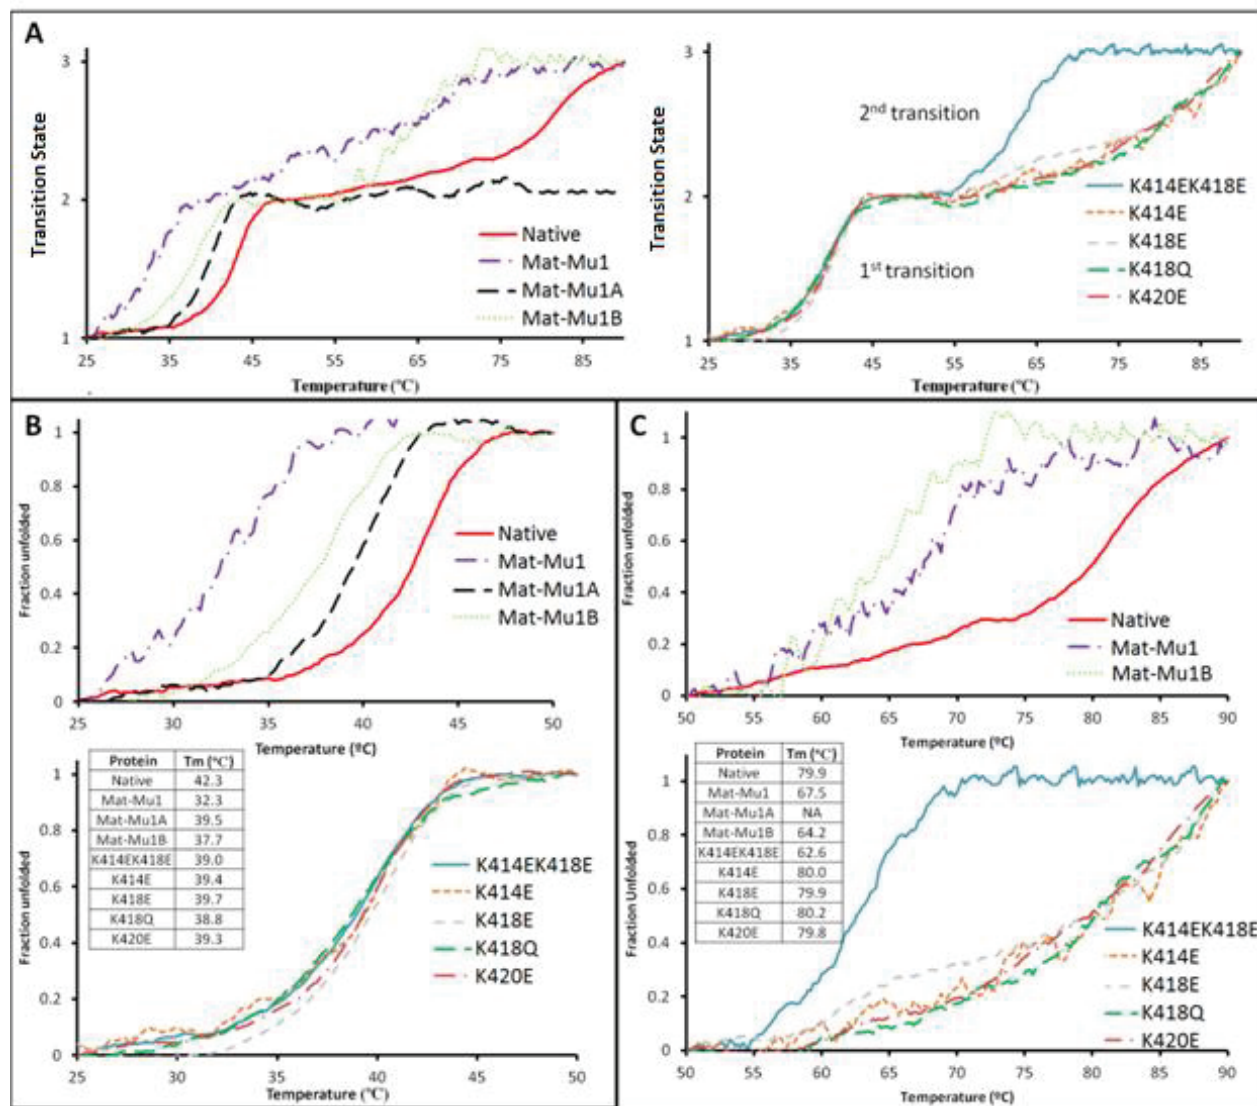 A
Transition State
3
2
1
25 35 45 55 65 75 85
Temperature (°C)
Native
Mat-Mu1
Mat-Mu1A
Mat-Mu1B
Transition State
3
2
1
25 35 45 55 65 75 85
Temperature (°C)
2nd transition
1st transition
K414EK418E
K414E
K418E
K418Q
K420E
B
Fraction unfolded
1
0.8
0.6
0.4
0.2
0
25 30 35 40 45 50
Temperature (ºC)
Native
Mat-Mu1
Mat-Mu1A
Mat-Mu1B
Protein Tm (°C)
Native 42.3
Mat-Mu1 32.3
Mat-Mu1A 39.5
Mat-Mu1B 37.7
K414EK418E 39.0
K414E 39.4
K418E 39.7
K418Q 38.8
K420E 39.3
Fraction unfolded
1
0.8
0.6
0.4
0.2
0
25 30 35 40 45 50
Temperature (°C)
K414EK418E
K414E
K418E
K418Q
K420E
C
Fraction unfolded
1
0.8
0.6
0.4
0.2
0
50 55 60 65 70 75 80 85 90
Temperature (ºC)
Native
Mat-Mu1
Mat-Mu1B
Protein Tm (°C)
Native 79.9
Mat-Mu1 67.5
Mat-Mu1A NA
Mat-Mu1B 64.2
K414EK418E 62.6
K414E 80.0
K418E 79.9
K418Q 80.2
K420E 79.8
Fraction Unfolded
1
0.8
0.6
0.4
0.2
0
50 55 60 65 70 75 80 85 90
Temperature (ºC)
K414EK418E
K414E
K418E
K418Q
K420E